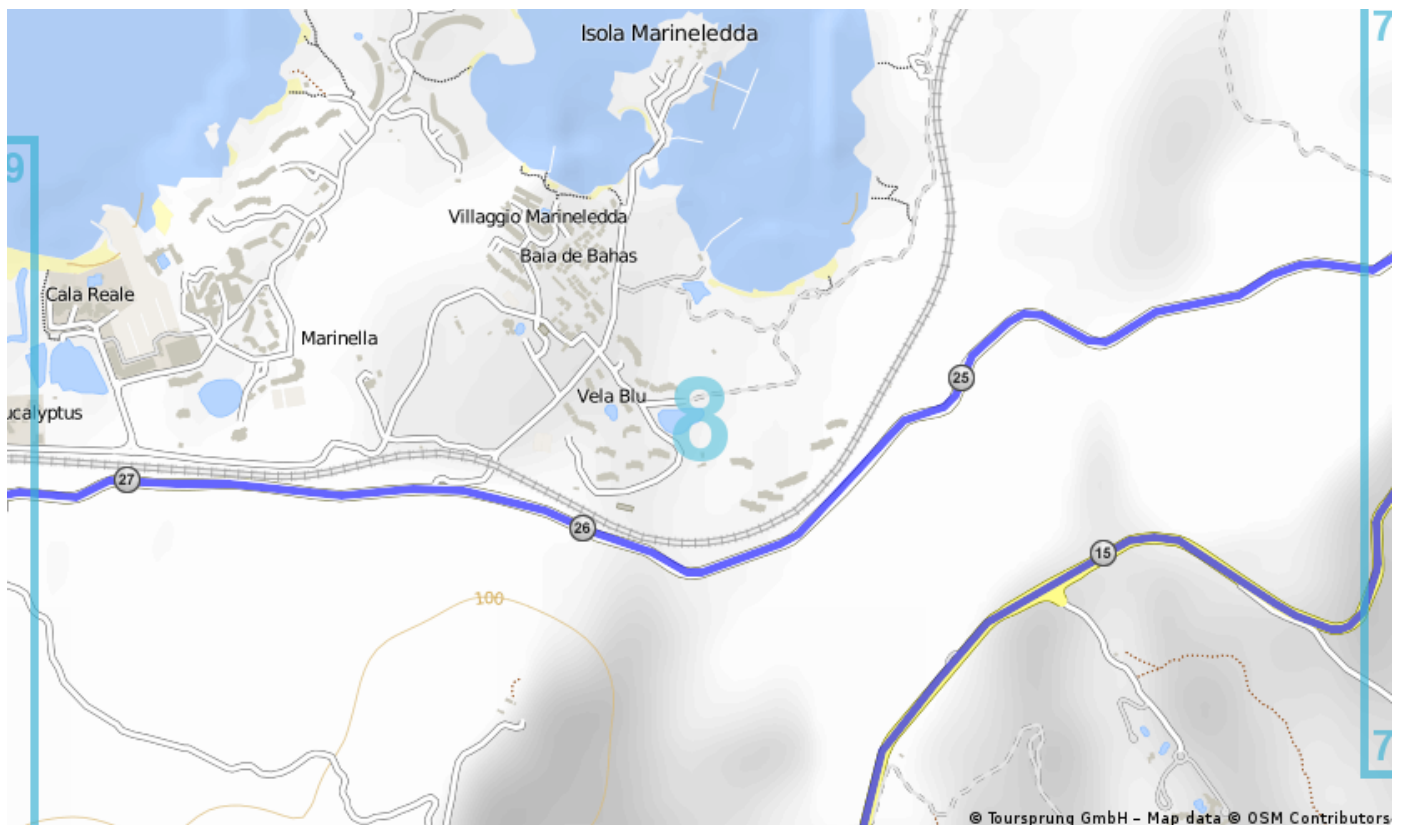 Isola Marineledda
7
9
Villaggio Marineledda
Baia de Bahas
Cala Reale
Marinella
25
Vela Blu
8
ucalyptus
27
26
15
100
7
© Toursprung GmbH – Map data © OSM Contributors